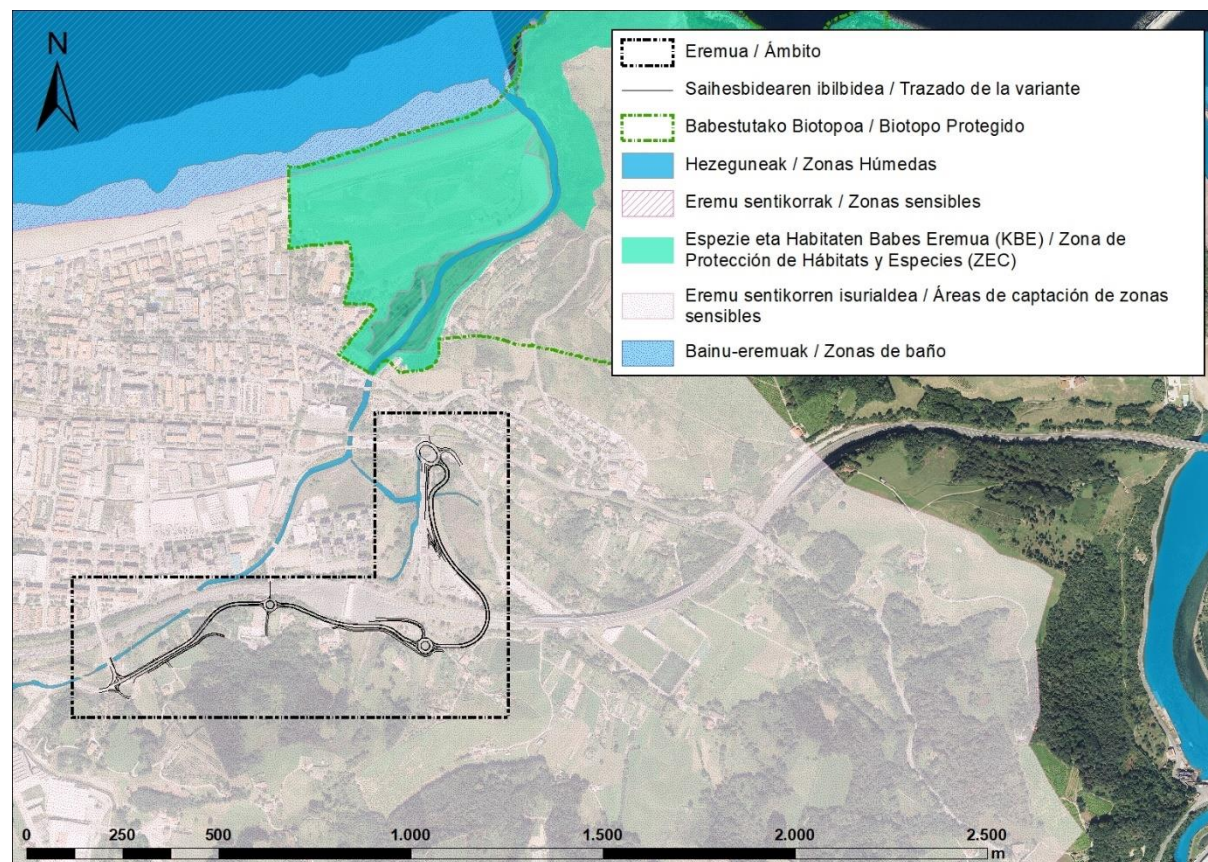 N
Eremua / Ámbito
Saihesbidearen ibilbidea / Trazado de la variante
Babestutako Biotopoa / Biotopo Protegido
Hezeguneak / Zonas Húmedas
Eremu sentikorrak / Zonas sensibles
Espezie eta Habitaten Babes Eremua (KBE) / Zona de
Protección de Hábitats y Especies (ZEC)
Eremu sentikorren isurialdea / Áreas de captación de zonas
sensibles
Bainu-eremuak / Zonas de baño
0 250 500 1.000 1.500 2.000 2.500
m